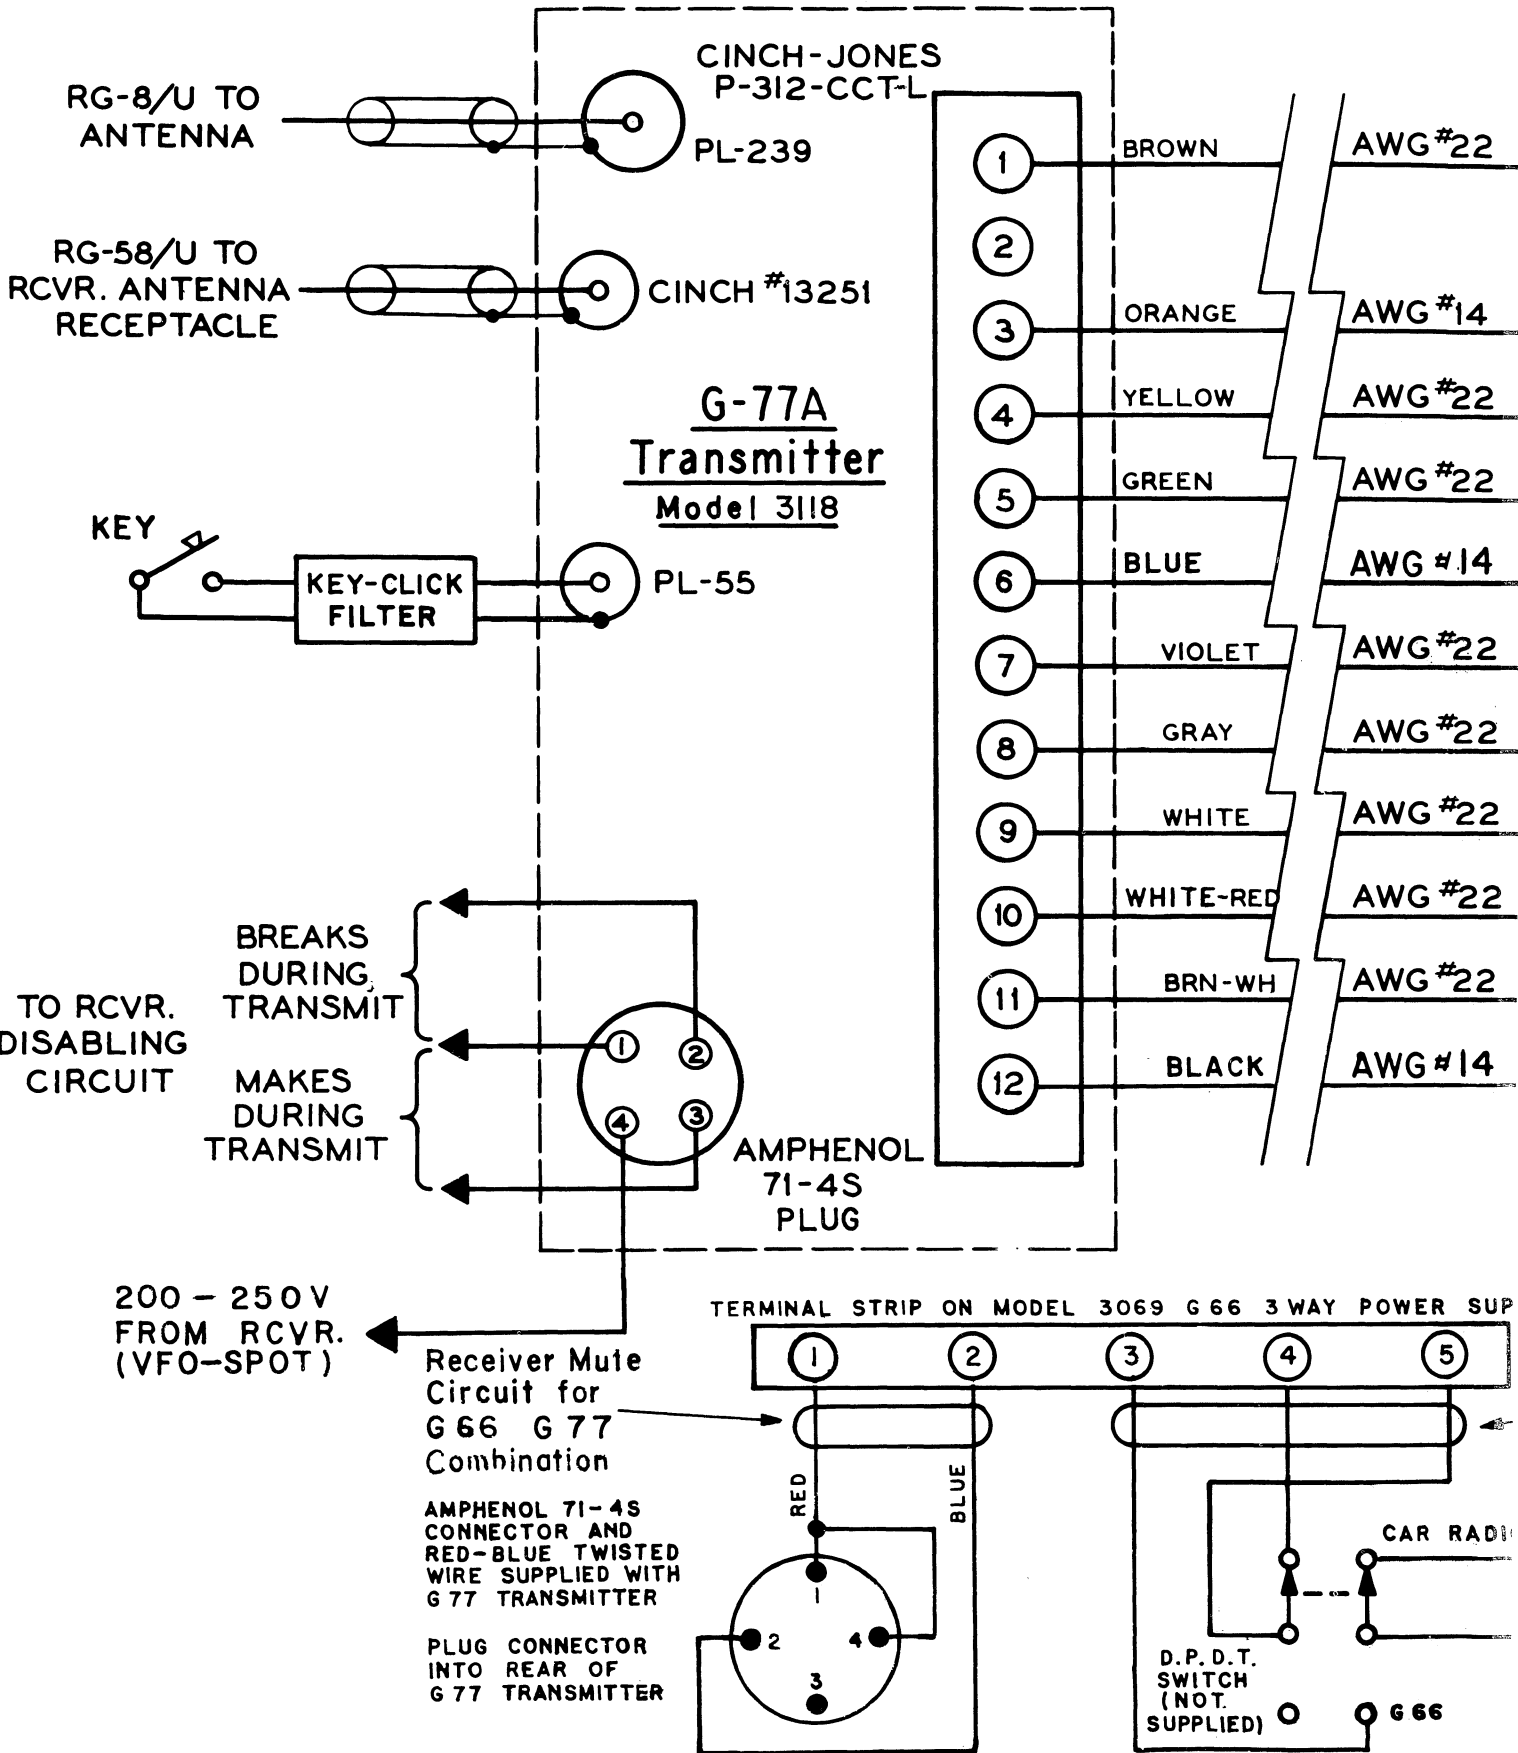 RG-8/U TO
ANTENNA
CINCH-JONES
P-312-CCT-L
PL-239
RG-58/U TO
RCVR. ANTENNA
RECEPTACLE
CINCH #13251
G-77A
Transmitter
Model 3118
KEY
KEY-CLICK
FILTER
PL-55
1 BROWN AWG #22
2
3 ORANGE AWG #14
4 YELLOW AWG #22
5 GREEN AWG #22
6 BLUE AWG #14
7 VIOLET AWG #22
8 GRAY AWG #22
9 WHITE AWG #22
10 WHITE-RED AWG #22
11 BRN-WH AWG #22
12 BLACK AWG #14
BREAKS
DURING
TRANSMIT
TO RCVR.
DISABLING
CIRCUIT
MAKES
DURING
TRANSMIT
1 2
4 3
AMPHENOL
71-4S
PLUG
200-250V
FROM RCVR.
(VFO-SPOT)
TERMINAL STRIP ON MODEL 3069 G66 3 WAY POWER SUP
1 2 3 4 5
Receiver Mute
Circuit for
G66 G77
Combination
RED
BLUE
AMPHENOL 71-4S
CONNECTOR AND
RED-BLUE TWISTED
WIRE SUPPLIED WITH
G77 TRANSMITTER
PLUG CONNECTOR
INTO REAR OF
G77 TRANSMITTER
1
2 4
3
CAR RADI
D.P.D.T.
SWITCH
(NOT
SUPPLIED)
G66